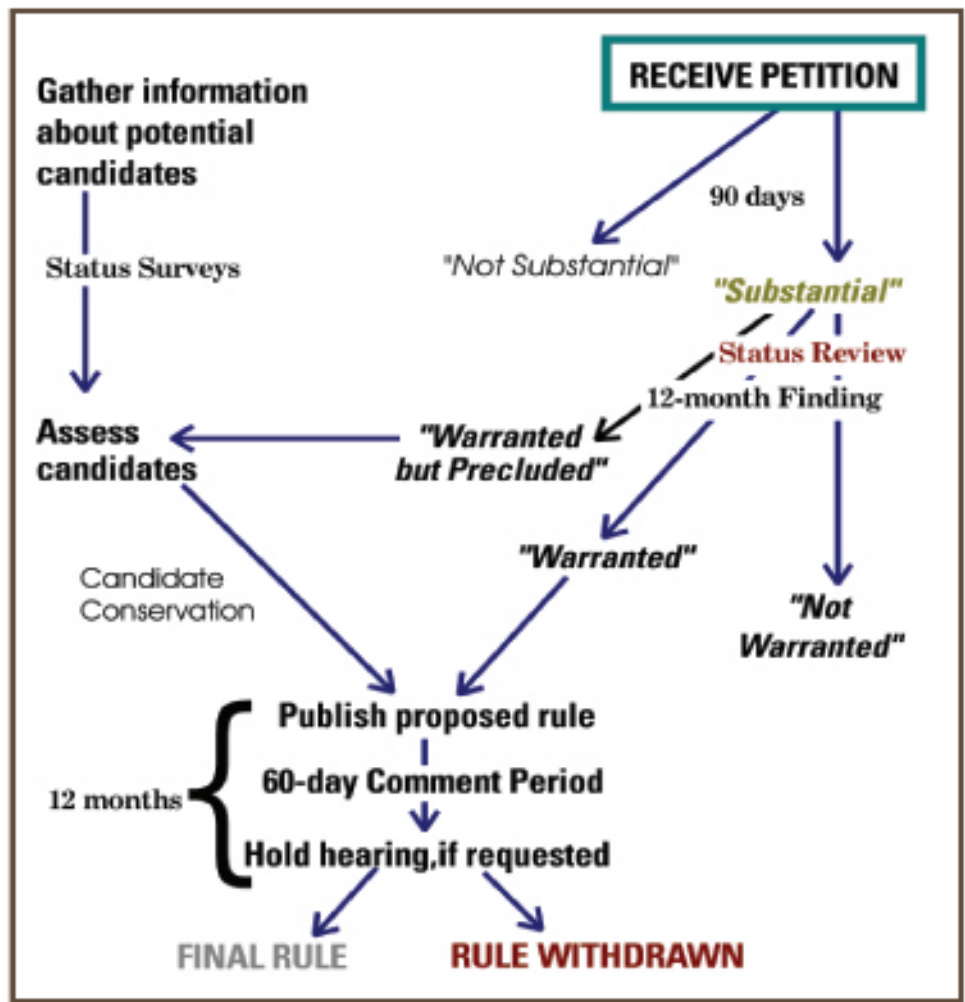 RECEIVE PETITION
Gather information
about potential
candidates
90 days
Status Surveys
"Not Substantial"
"Substantial"
Status Review
12-month Finding
Assess
candidates
"Warranted
but Precluded"
"Warranted"
Candidate
Conservation
"Not
Warranted"
Publish proposed rule
60-day Comment Period
12 months
Hold hearing,if requested
FINAL RULE
RULE WITHDRAWN